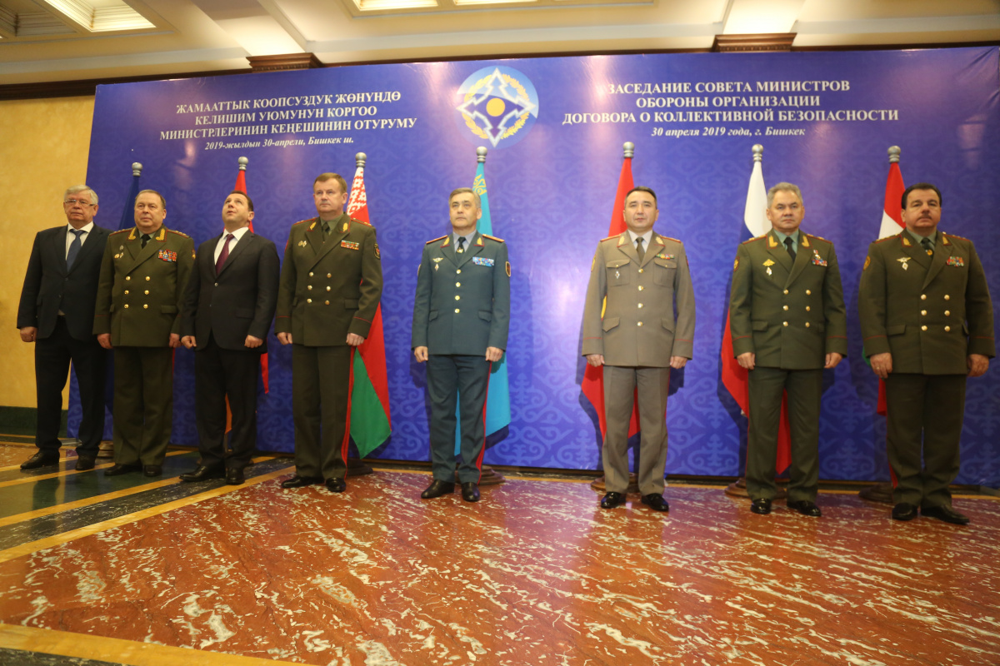 ЖАМААТТЫК КООПСУЗДУК ЖӨНҮНДӨ
КЕЛИШИМ УЮМУНУН КОРГОО
МИНИСТРЛЕРИНИН КЕҢЕШИНИН ОТУРУМУ
2019-жылдын 30-апрели, Бишкек ш.
ЗАСЕДАНИЕ СОВЕТА МИНИСТРОВ
ОБОРОНЫ ОРГАНИЗАЦИИ
ДОГОВОРА О КОЛЛЕКТИВНОЙ БЕЗОПАСНОСТИ
30 апреля 2019 года, г. Бишкек